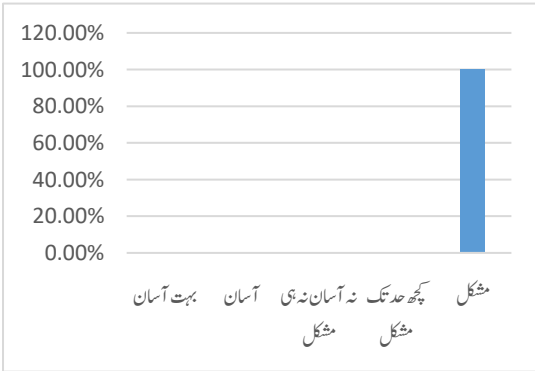 120.00%
100.00%
80.00%
60.00%
40.00%
20.00%
0.00%
بہت آسان
آسان
نہ آسان نہ ہی
مشکل
کچھ حد تک
مشکل
مشکل